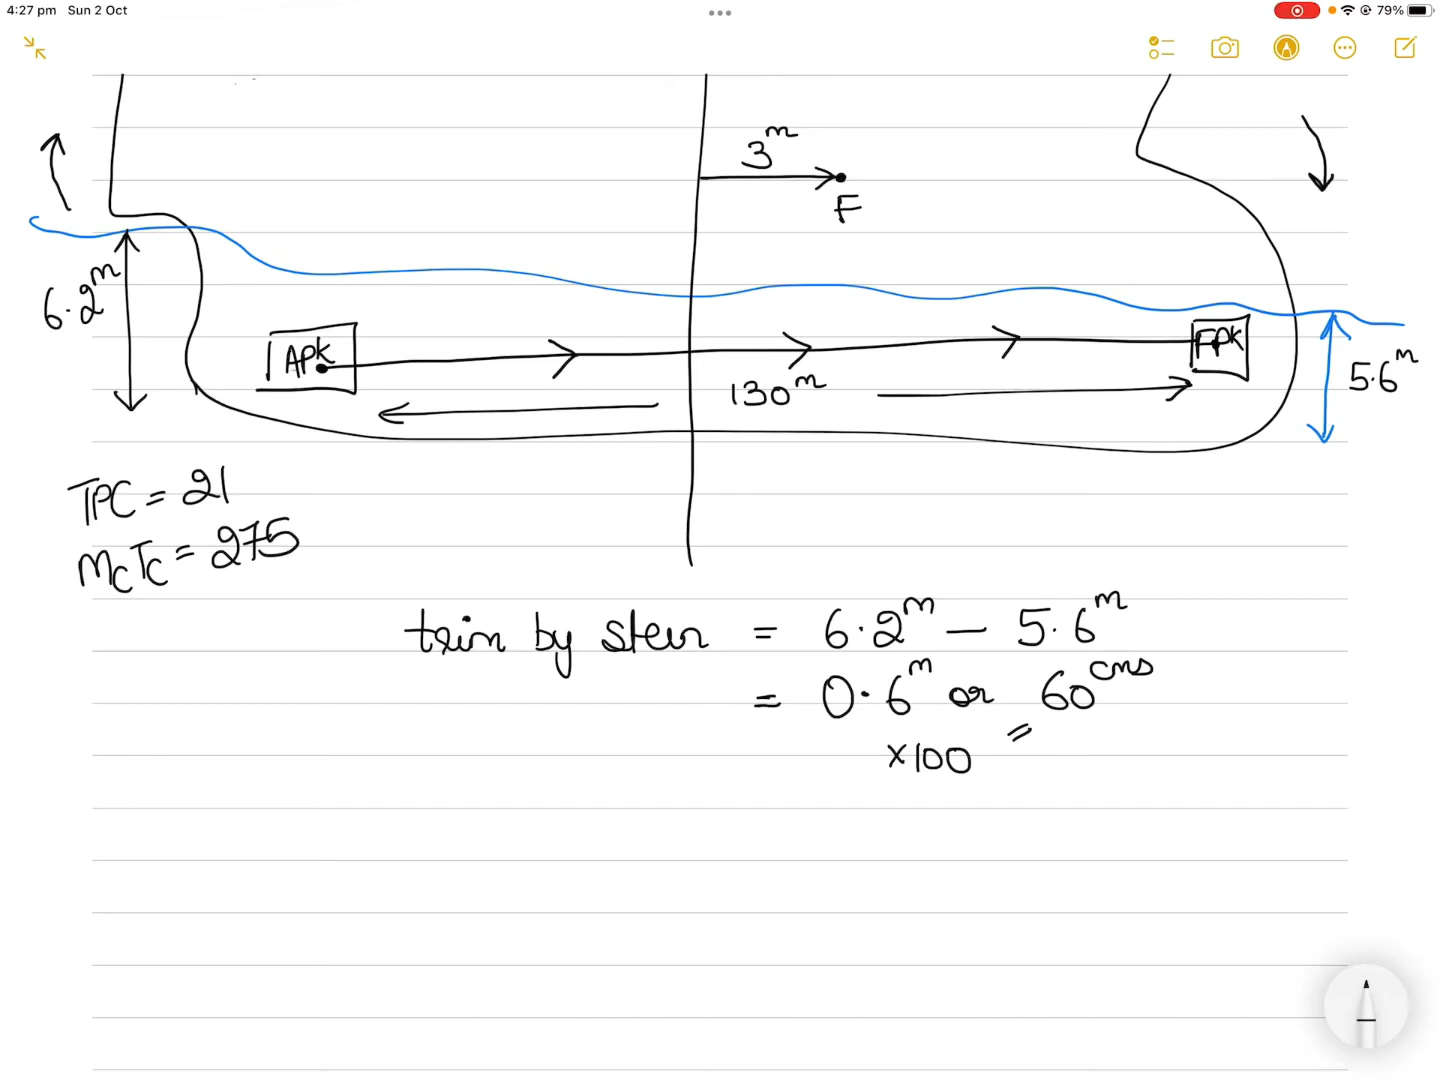 4:27 pm Sun 2 Oct
79%
3m
F
6.2m
APK
FPK
130m
5.6m
TPC = 21
MCTC = 275
trim by stern = 6.2m – 5.6m
= 0.6m or 60cms
×100 =